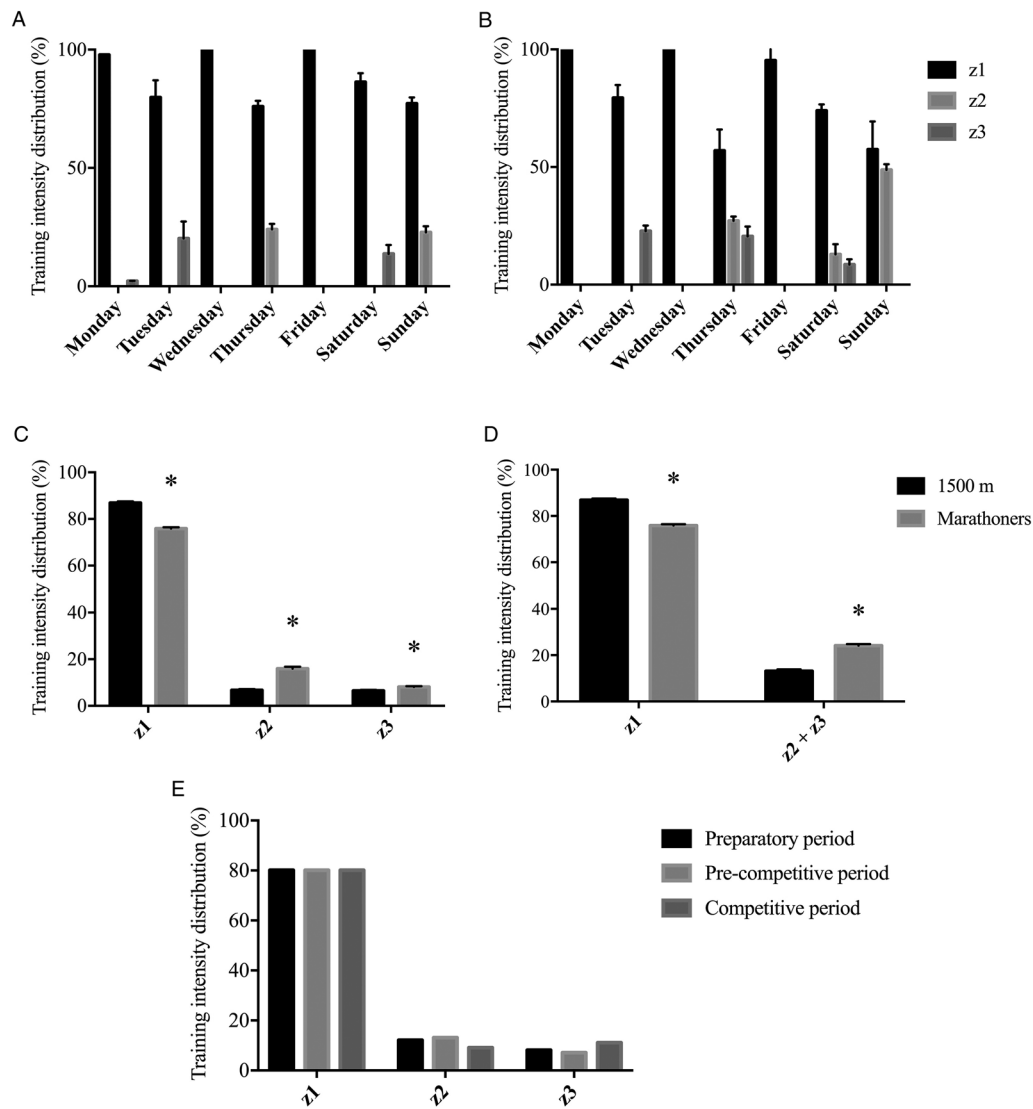 A
Training intensity distribution (%)
100
50
0
Monday
Tuesday
Wednesday
Thursday
Friday
Saturday
Sunday
B
Training intensity distribution (%)
100
50
0
Monday
Tuesday
Wednesday
Thursday
Friday
Saturday
Sunday
z1
z2
z3
C
Training intensity distribution (%)
100
80
60
40
20
0
*
*
*
z1
z2
z3
D
Training intensity distribution (%)
100
80
60
40
20
0
*
*
z1
z2 + z3
1500 m
Marathoners
E
Training intensity distribution (%)
100
80
60
40
20
0
z1
z2
z3
Preparatory period
Pre-competitive period
Competitive period